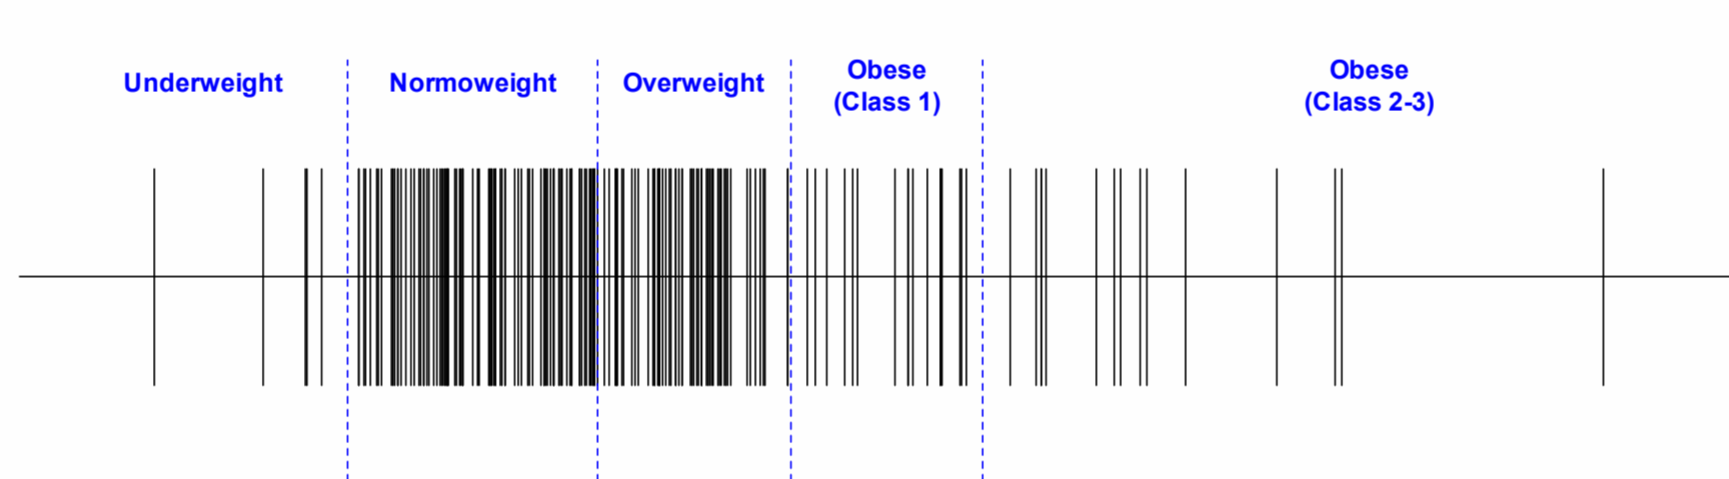 Underweight
Normoweight
Overweight
Obese
(Class 1)
Obese
(Class 2-3)